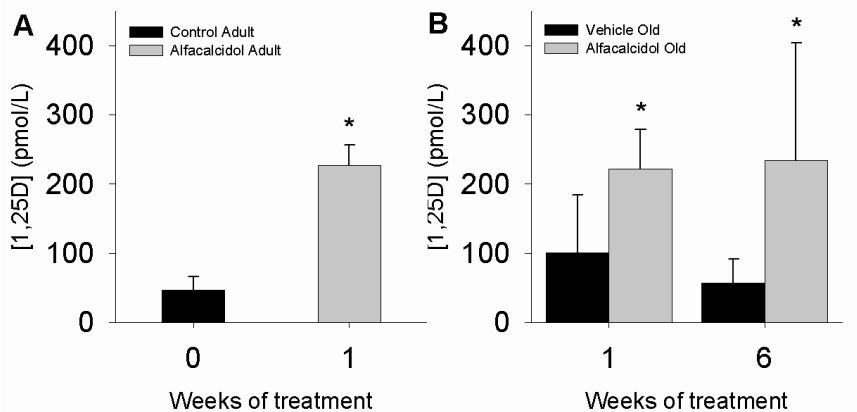 A
Control Adult
Alfacalcidol Adult
[1,25D] (pmol/L)
400
300
200
100
0
*
0 1
Weeks of treatment
B
Vehicle Old
Alfacalcidol Old
[1,25D] (pmol/L)
400
300
200
100
0
* *
1 6
Weeks of treatment